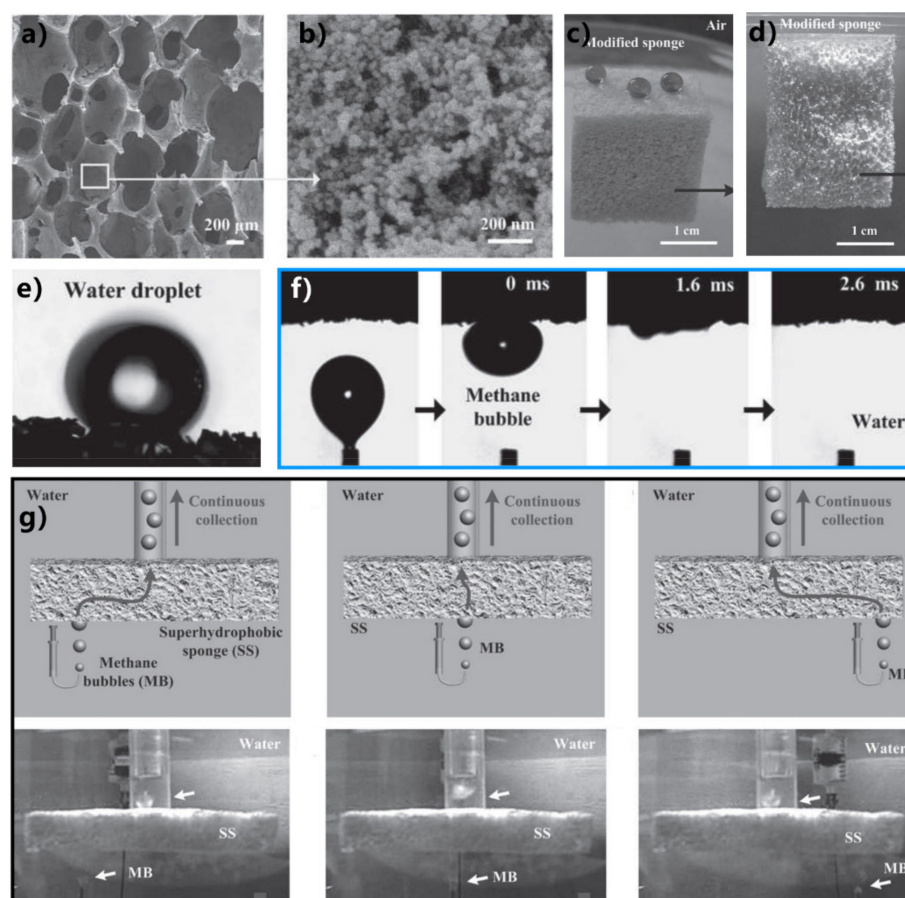 a)
200 μm
b)
200 nm
c)
Air
Modified sponge
1 cm
d)
Modified sponge
1 cm
e)
Water droplet
f)
0 ms
1.6 ms
2.6 ms
Methane
bubble
Water
g)
Water
Continuous
collection
Superhydrophobic
sponge (SS)
Methane
bubbles (MB)
Water
Continuous
collection
SS
MB
Water
Continuous
collection
SS
MB
Water
SS
MB
Water
SS
MB
Water
SS
MB